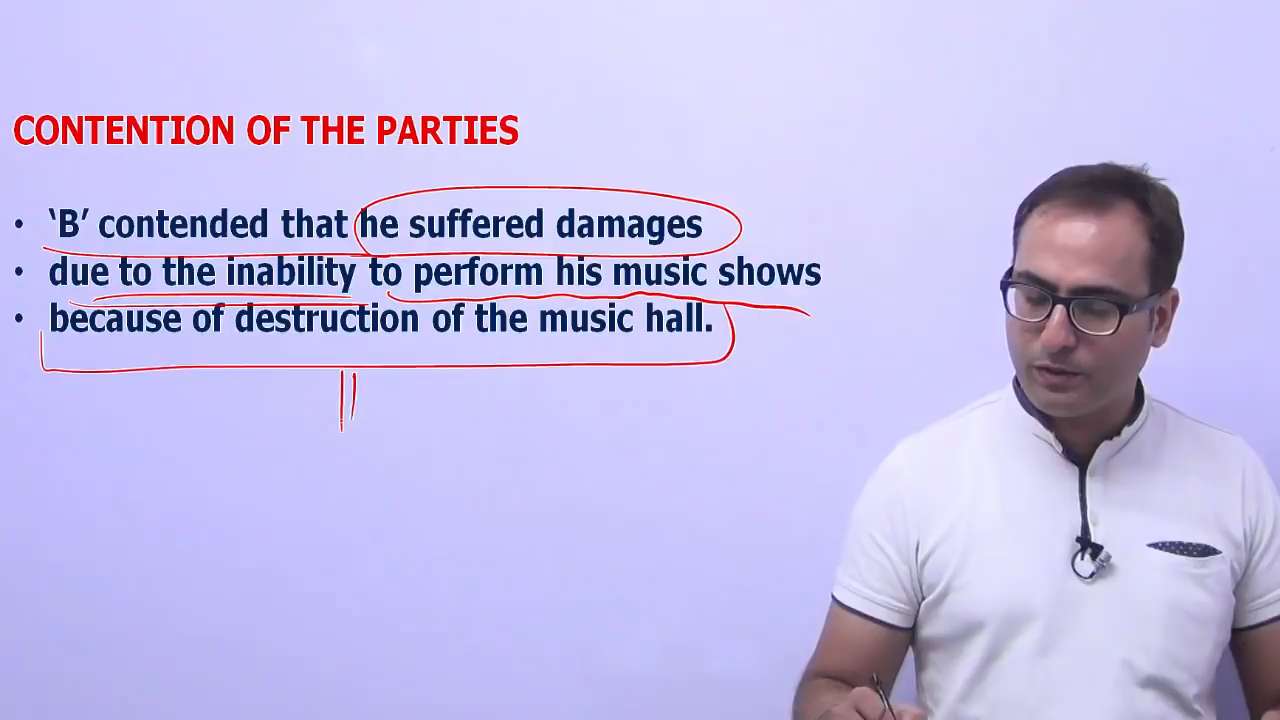 CONTENTION OF THE PARTIES
• ‘B’ contended that he suffered damages
• due to the inability to perform his music shows
• because of destruction of the music hall.